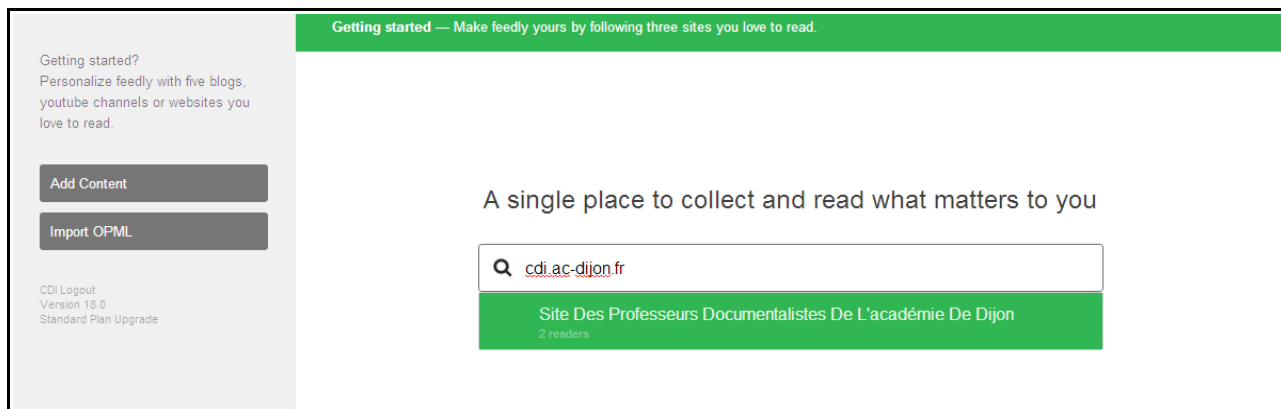 Getting started — Make feedly yours by following three sites you love to read.
Getting started?
Personalize feedly with five blogs,
youtube channels or websites you
love to read.
Add Content
Import OPML
CDI Logout
Version 18.0
Standard Plan Upgrade
A single place to collect and read what matters to you
cdi.ac-dijon.fr
Site Des Professeurs Documentalistes De L'académie De Dijon
2 readers